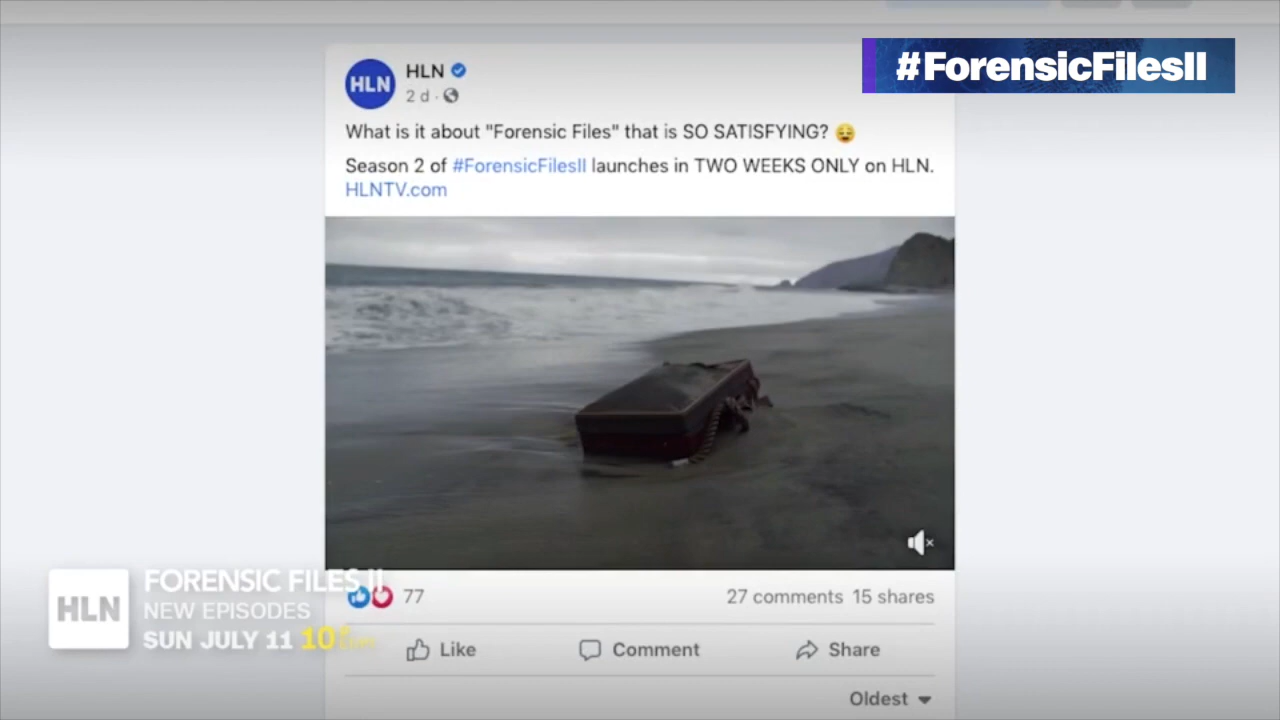 #ForensicFilesII
HLN
HLN
2 d
What is it about "Forensic Files" that is SO SATISFYING?
Season 2 of #ForensicFilesII launches in TWO WEEKS ONLY on HLN.
HLNTV.com
77
27 comments 15 shares
Like
Comment
Share
Oldest
HLN
FORENSIC FILES II
NEW EPISODES
SUN JULY 11 10